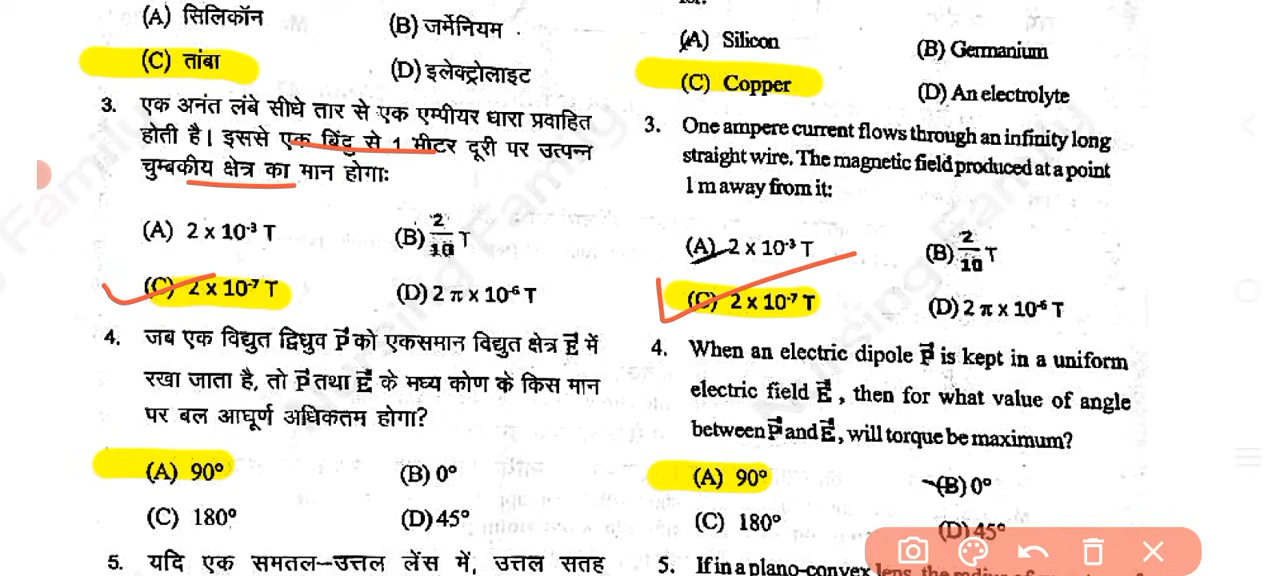 (A) सिलिकॉन
(B) जर्मेनियम .
(C) तांबा
(D) इलेक्ट्रोलाइट
3. एक अनंत लंबे सीधे तार से एक एम्पीयर धारा प्रवाहित
होती है। इससे एक बिंदु से 1 मीटर दूरी पर उत्पन्न
चुम्बकीय क्षेत्र का मान होगाः
(A) 2 x 10⁻³ T
(B) 2/10 T
(C) 2 x 10⁻⁷ T
(D) 2 π x 10⁻⁶ T
4. जब एक विद्युत द्विध्रुव P⃗ को एकसमान विद्युत क्षेत्र E⃗ में
रखा जाता है, तो P⃗ तथा E⃗ के मध्य कोण के किस मान
पर बल आघूर्ण अधिकतम होगा?
(A) 90°
(B) 0°
(C) 180°
(D) 45°
5. यदि एक समतल–उत्तल लेंस में, उत्तल सतह
(A) Silicon
(B) Germanium
(C) Copper
(D) An electrolyte
3. One ampere current flows through an infinity long
straight wire. The magnetic field produced at a point
1 m away from it:
(A) 2 x 10⁻³ T
(B) 2/10 T
(C) 2 x 10⁻⁷ T
(D) 2 π x 10⁻⁶ T
4. When an electric dipole P⃗ is kept in a uniform
electric field E⃗ , then for what value of angle
between P⃗ and E⃗ , will torque be maximum?
(A) 90°
(B) 0°
(C) 180°
(D) 45°
5. If in a plano-convex lens, the
Nursing Family